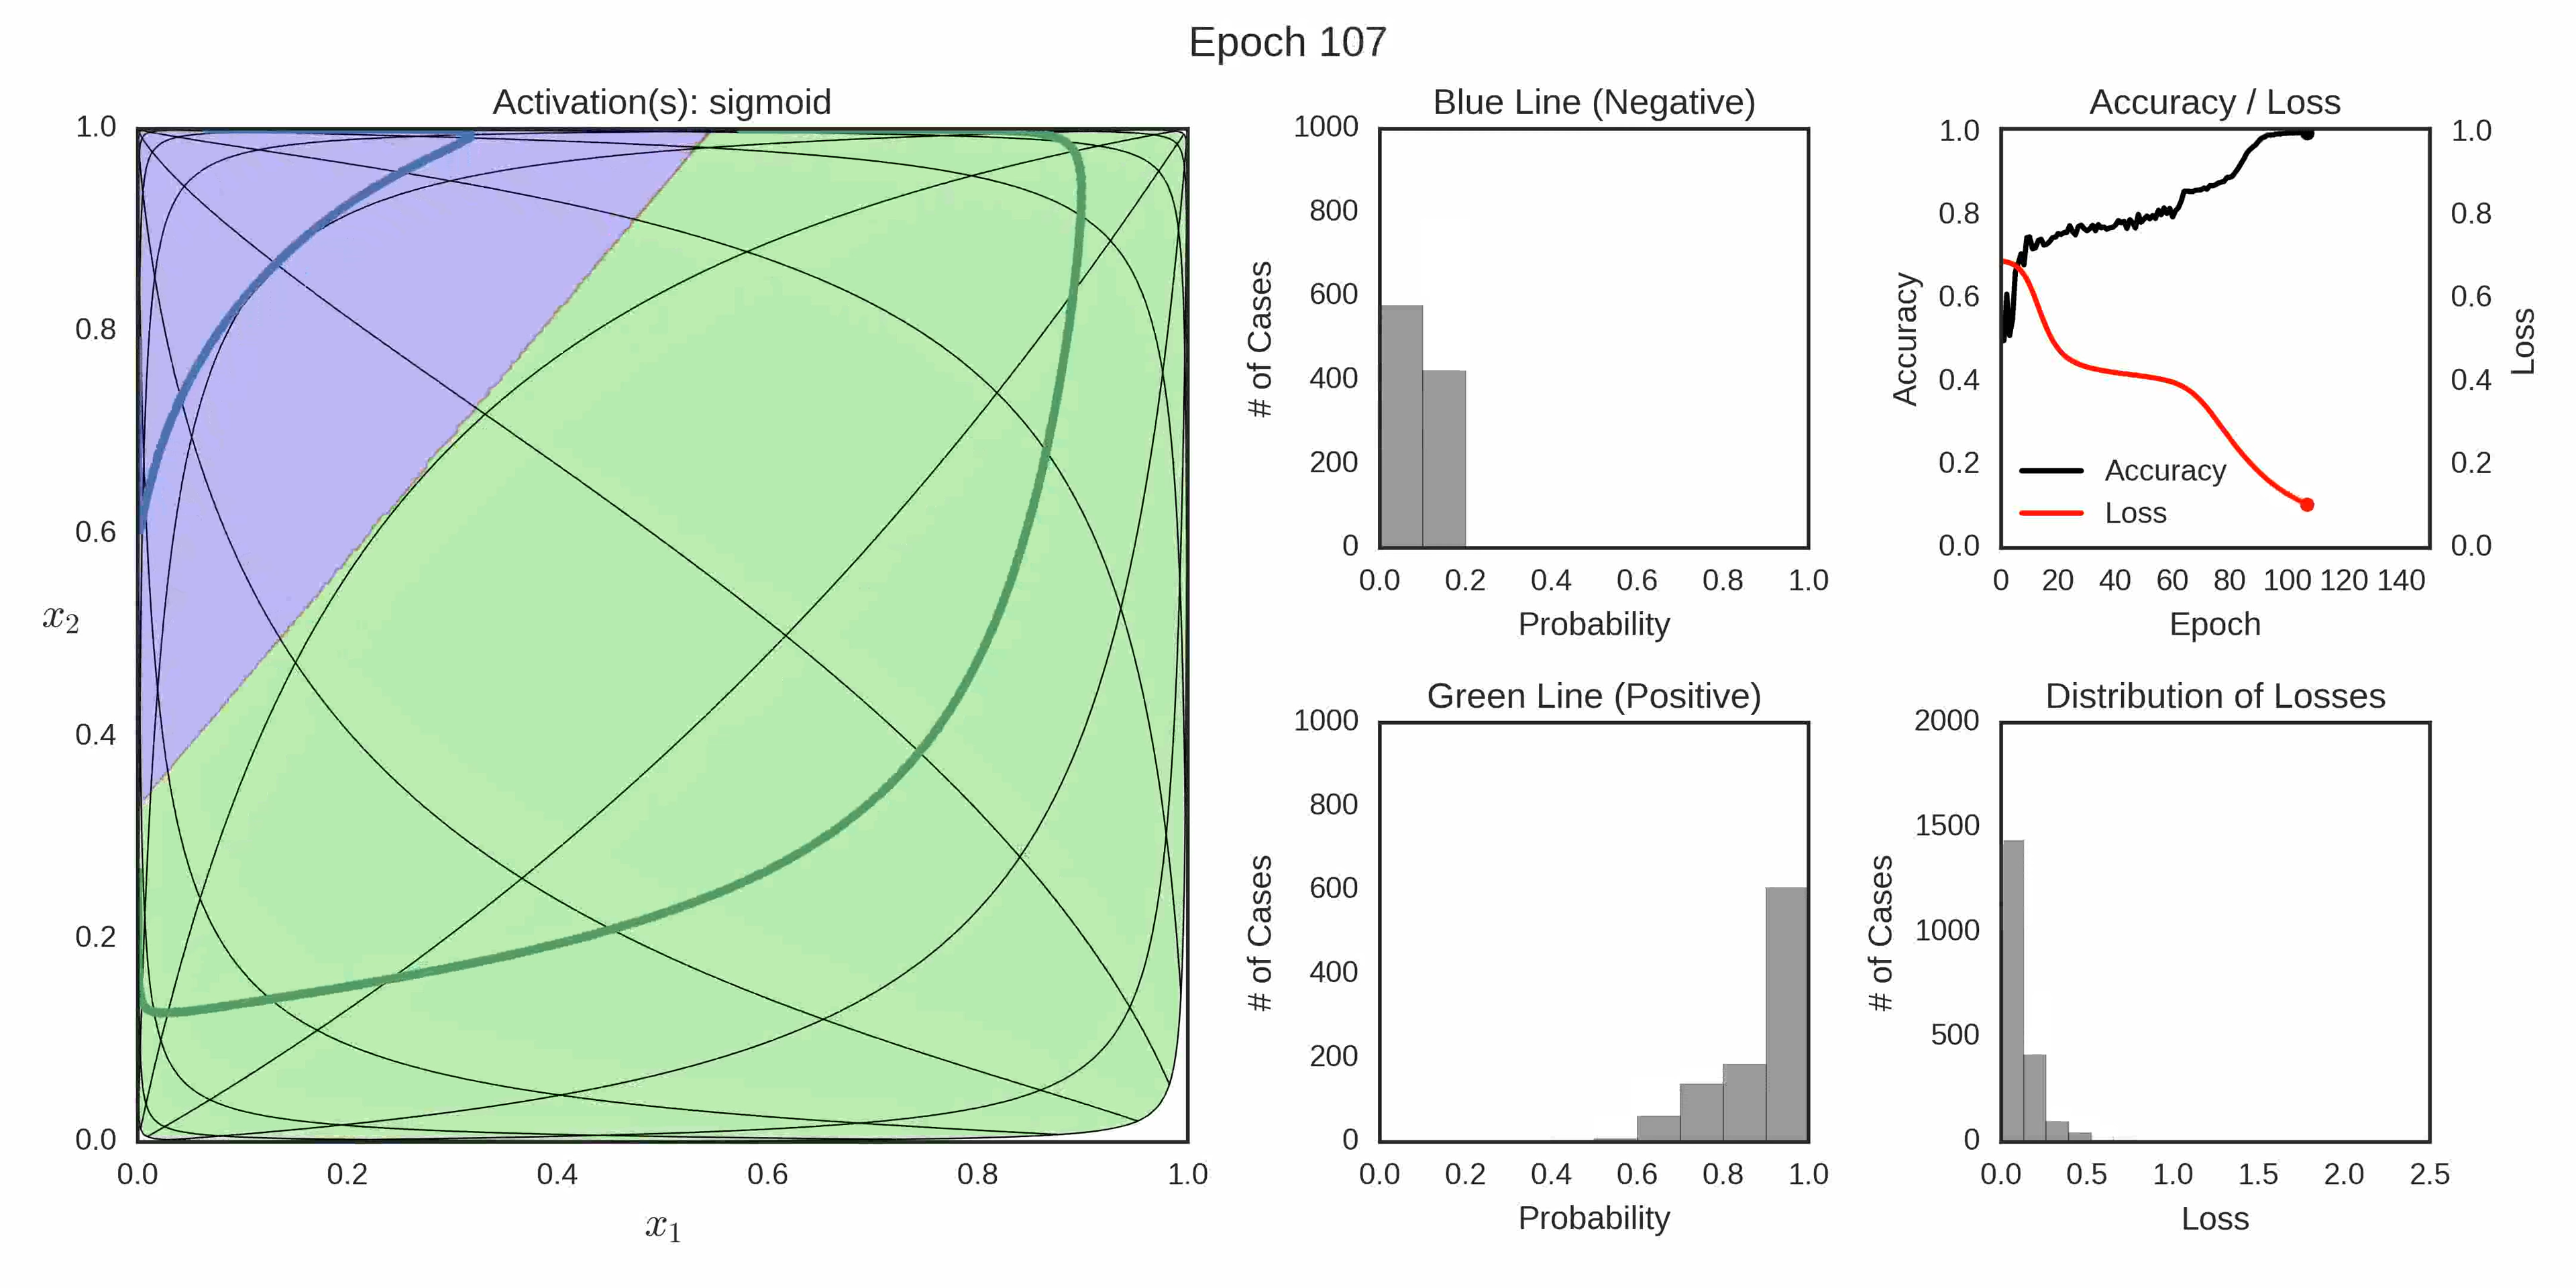 Epoch 107
Activation(s): sigmoid
1.0
0.8
0.6
0.4
0.2
0.0
x2
0.0 0.2 0.4 0.6 0.8 1.0
x1
Blue Line (Negative)
1000
800
600
400
200
0
# of Cases
0.0 0.2 0.4 0.6 0.8 1.0
Probability
Accuracy / Loss
1.0
0.8
0.6
0.4
0.2
0.0
Accuracy
Accuracy
Loss
1.0
0.8
0.6
0.4
0.2
0.0
Loss
0 20 40 60 80 100 120 140
Epoch
Green Line (Positive)
1000
800
600
400
200
0
# of Cases
0.0 0.2 0.4 0.6 0.8 1.0
Probability
Distribution of Losses
2000
1500
1000
500
0
# of Cases
0.0 0.5 1.0 1.5 2.0 2.5
Loss